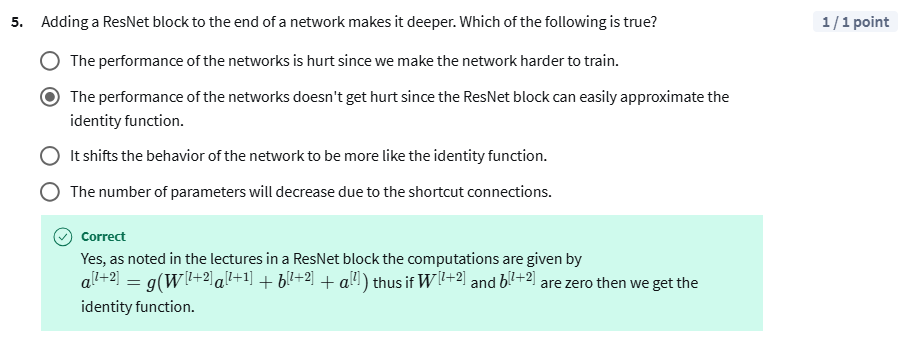 5. Adding a ResNet block to the end of a network makes it deeper. Which of the following is true?
1 / 1 point
The performance of the networks is hurt since we make the network harder to train.
The performance of the networks doesn't get hurt since the ResNet block can easily approximate the
identity function.
It shifts the behavior of the network to be more like the identity function.
The number of parameters will decrease due to the shortcut connections.
Correct
Yes, as noted in the lectures in a ResNet block the computations are given by
a^{[l+2]} = g(W^{[l+2]}a^{[l+1]} + b^{[l+2]} + a^{[l]}) thus if W^{[l+2]} and b^{[l+2]} are zero then we get the
identity function.